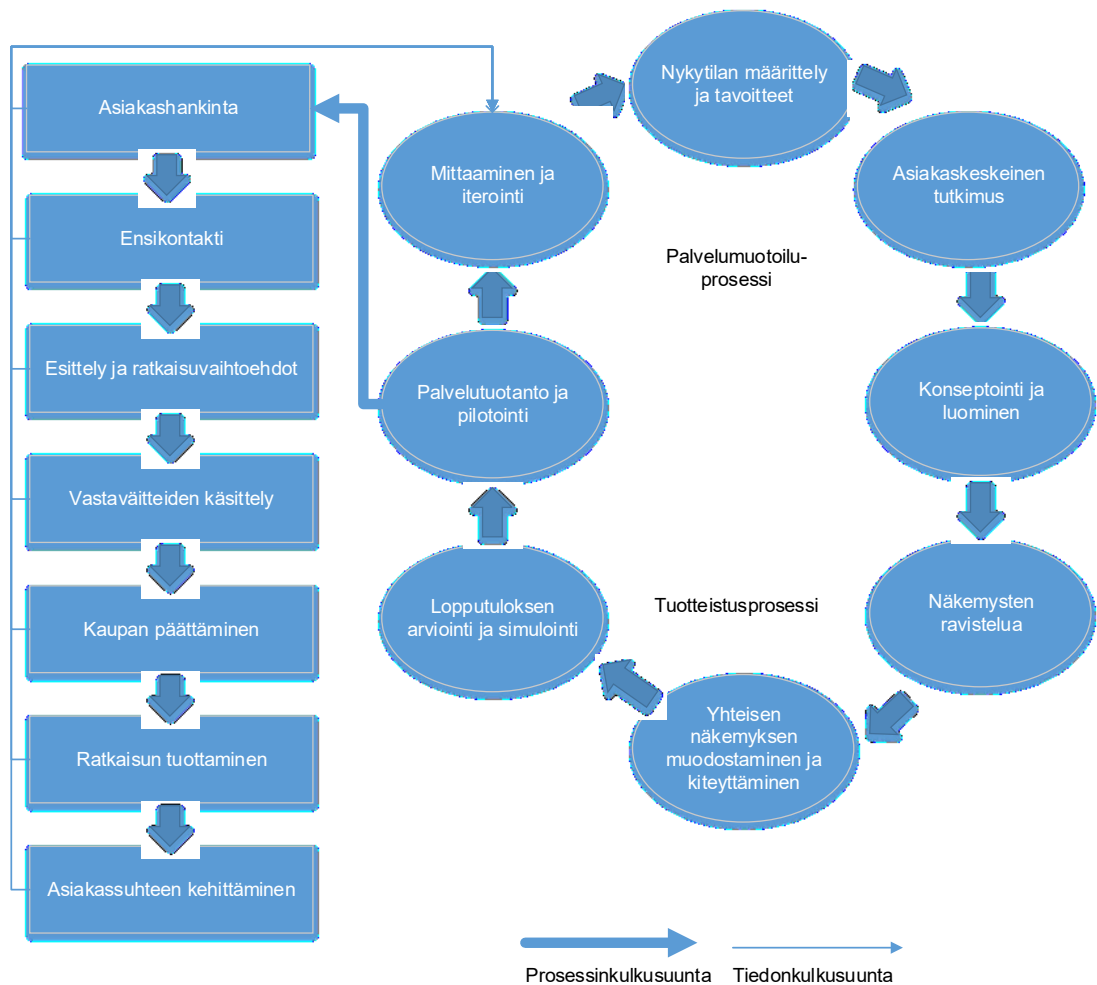 Asiakashankinta
Ensikontakti
Esittely ja ratkaisuvaihtoehdot
Vastaväitteiden käsittely
Kaupan päättäminen
Ratkaisun tuottaminen
Asiakassuhteen kehittäminen
Nykytilan määrittely
ja tavoitteet
Asiakaskeskeinen
tutkimus
Konseptointi ja
luominen
Näkemysten
ravistelua
Yhteisen
näkemyksen
muodostaminen ja
kiteyttäminen
Lopputuloksen
arviointi ja simulointi
Palvelutuotanto ja
pilotointi
Mittaaminen ja
iterointi
Palvelumuotoilu-
prosessi
Tuotteistusprosessi
Prosessinkulkusuunta
Tiedonkulkusuunta